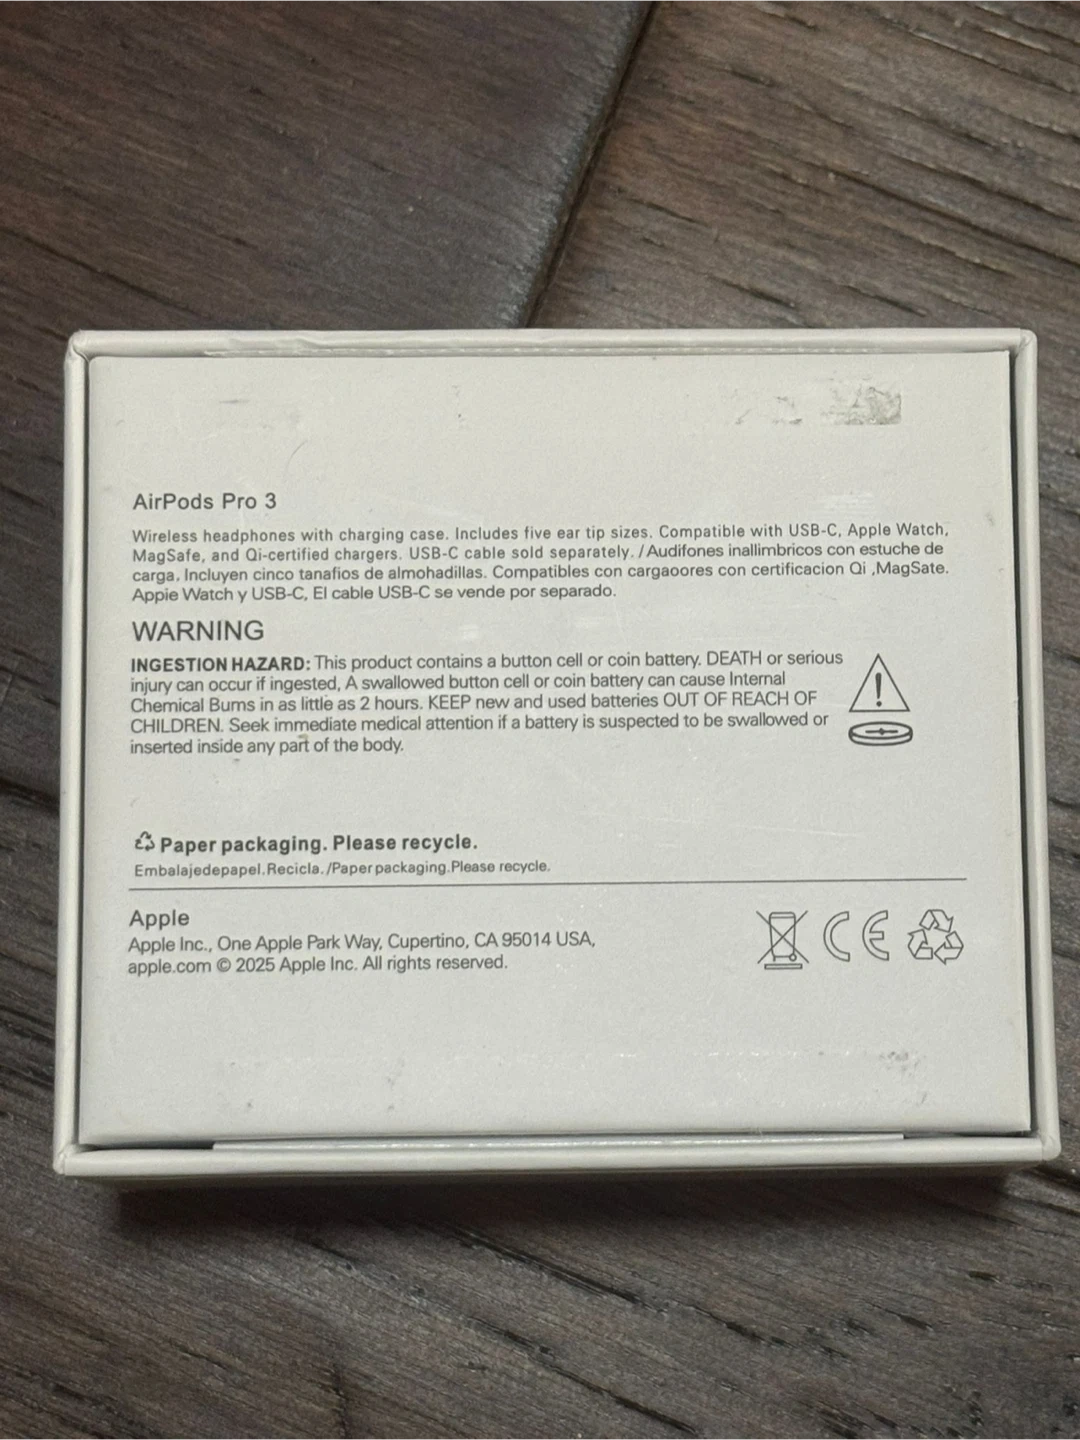 AirPods Pro 3
Wireless headphones with charging case. Includes five ear tip sizes. Compatible with USB-C, Apple Watch,
MagSafe, and Qi-certified chargers. USB-C cable sold separately. / Audifones inallimbricos con estuche de
carga. Incluyen cinco tanafios de almohadillas. Compatibles con cargaoores con certificacion Qi ,MagSate.
Appie Watch y USB-C, El cable USB-C se vende por separado.
WARNING
INGESTION HAZARD: This product contains a button cell or coin battery. DEATH or serious
injury can occur if ingested, A swallowed button cell or coin battery can cause Internal
Chemical Bums in as little as 2 hours. KEEP new and used batteries OUT OF REACH OF
CHILDREN. Seek immediate medical attention if a battery is suspected to be swallowed or
inserted inside any part of the body.
Paper packaging. Please recycle.
Embalajedepapel.Recicla./Paper packaging.Please recycle.
Apple
Apple Inc., One Apple Park Way, Cupertino, CA 95014 USA,
apple.com © 2025 Apple Inc. All rights reserved.
CE